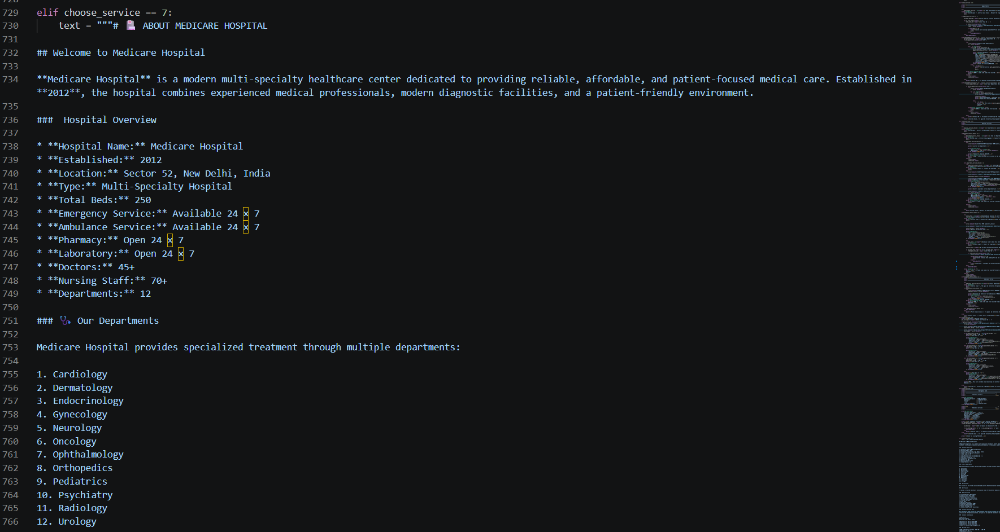 728
729 elif choose_service == 7:
730 text = """# 🏥 ABOUT MEDICARE HOSPITAL
731
732 ## Welcome to Medicare Hospital
733
734 **Medicare Hospital** is a modern multi-specialty healthcare center dedicated to providing reliable, affordable, and patient-focused medical care. Established in
**2012**, the hospital combines experienced medical professionals, modern diagnostic facilities, and a patient-friendly environment.
735
736 ###  Hospital Overview
737
738 * **Hospital Name:** Medicare Hospital
739 * **Established:** 2012
740 * **Location:** Sector 52, New Delhi, India
741 * **Type:** Multi-Specialty Hospital
742 * **Total Beds:** 250
743 * **Emergency Service:** Available 24 × 7
744 * **Ambulance Service:** Available 24 × 7
745 * **Pharmacy:** Open 24 × 7
746 * **Laboratory:** Open 24 × 7
747 * **Doctors:** 45+
748 * **Nursing Staff:** 70+
749 * **Departments:** 12
750
751 ### 🩺 Our Departments
752
753 Medicare Hospital provides specialized treatment through multiple departments:
754
755 1. Cardiology
756 2. Dermatology
757 3. Endocrinology
758 4. Gynecology
759 5. Neurology
760 6. Oncology
761 7. Ophthalmology
762 8. Orthopedics
763 9. Pediatrics
764 10. Psychiatry
765 11. Radiology
766 12. Urology